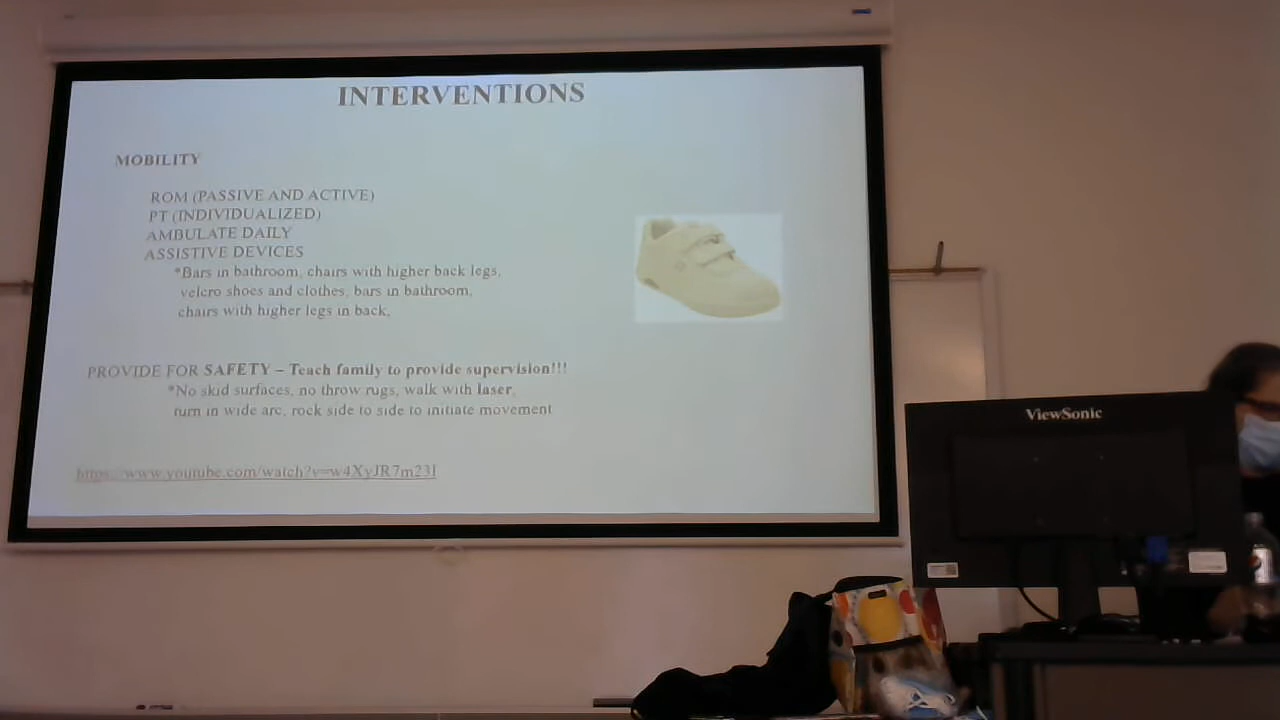 INTERVENTIONS
MOBILITY
ROM (PASSIVE AND ACTIVE)
PT (INDIVIDUALIZED)
AMBULATE DAILY
ASSISTIVE DEVICES
*Bars in bathroom, chairs with higher back legs,
velcro shoes and clothes, bars in bathroom,
chairs with higher legs in back,
PROVIDE FOR SAFETY – Teach family to provide supervision!!!
*No skid surfaces, no throw rugs, walk with laser,
turn in wide arc, rock side to side to initiate movement
https://www.youtube.com/watch?v=w4XyJR7m23I
ViewSonic